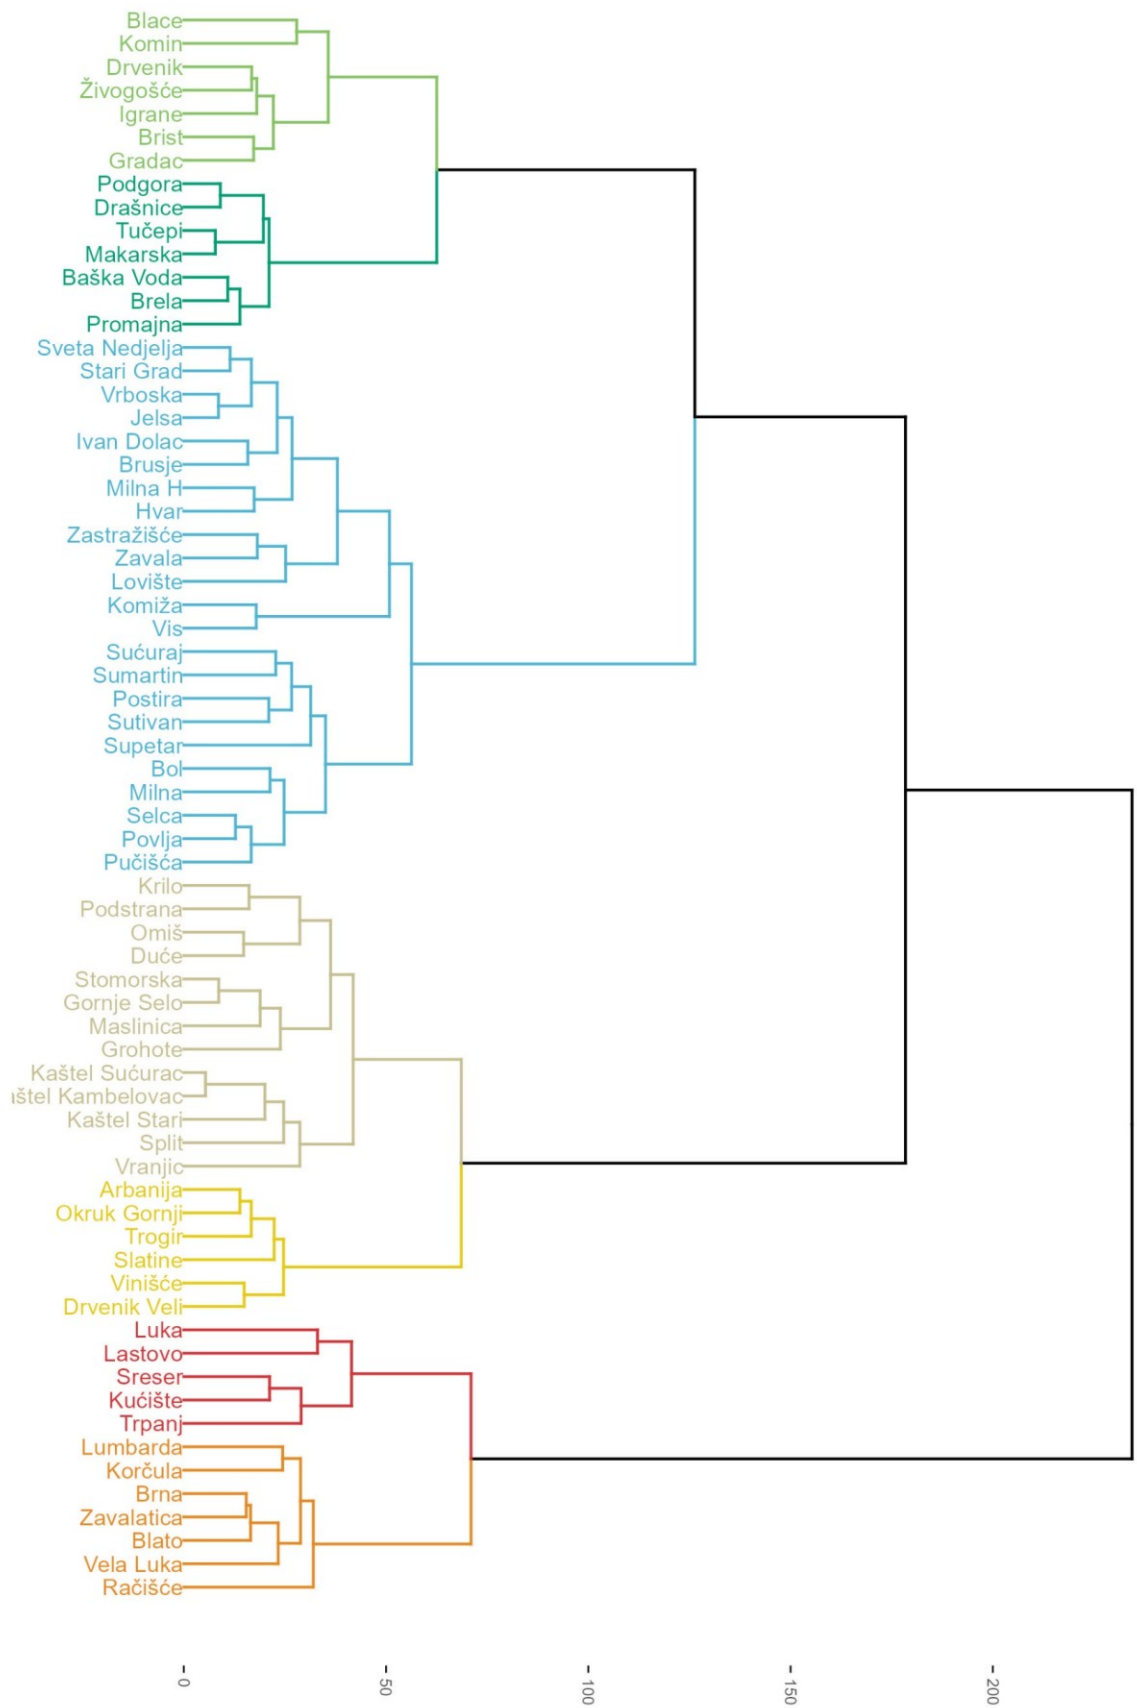 Blace
Komin
Drvenik
Živogošće
Igrane
Brist
Gradac
Podgora
Drašnice
Tučepi
Makarska
Baška Voda
Brela
Promajna
Sveta Nedjelja
Stari Grad
Vrboska
Jelsa
Ivan Dolac
Brusje
Milna H
Hvar
Zastražišće
Zavala
Lovište
Komiža
Vis
Sućuraj
Sumartin
Postira
Sutivan
Supetar
Bol
Milna
Selca
Povlja
Pučišća
Krilo
Podstrana
Omiš
Duće
Stomorska
Gornje Selo
Maslinica
Grohote
Kaštel Sućurac
štel Kambelovac
Kaštel Stari
Split
Vranjic
Arbanija
Okruk Gornji
Trogir
Slatine
Vinišće
Drvenik Veli
Luka
Lastovo
Sreser
Kućište
Trpanj
Lumbarda
Korčula
Brna
Zavalatica
Blato
Vela Luka
Račišće
0 50 100 150 200